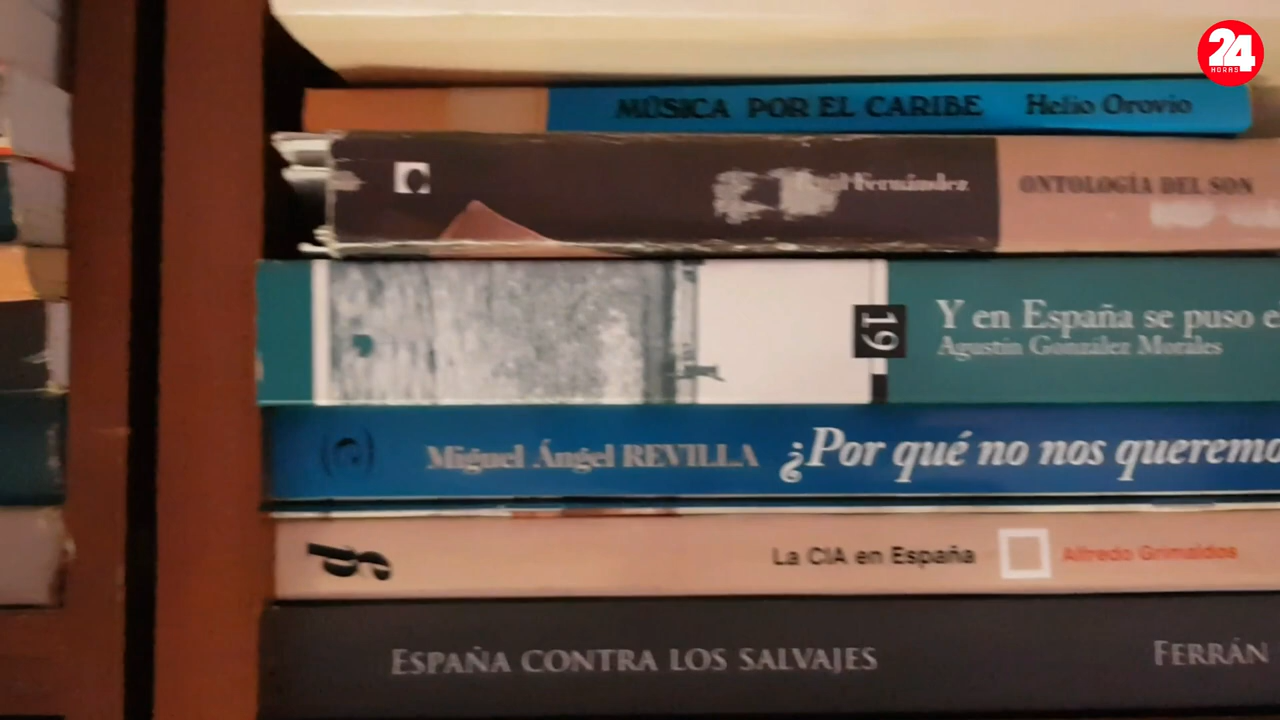 24
HORAS
MÚSICA POR EL CARIBE Helio Orovio
Fernández ONTOLOGÍA DEL SON
19
Y en España se puso e
Agustín González Morales
Miguel Ángel REVILLA ¿Por qué no nos queremo
La CIA en España Alfredo Grimaldos
ESPAÑA CONTRA LOS SALVAJES FERRÁN